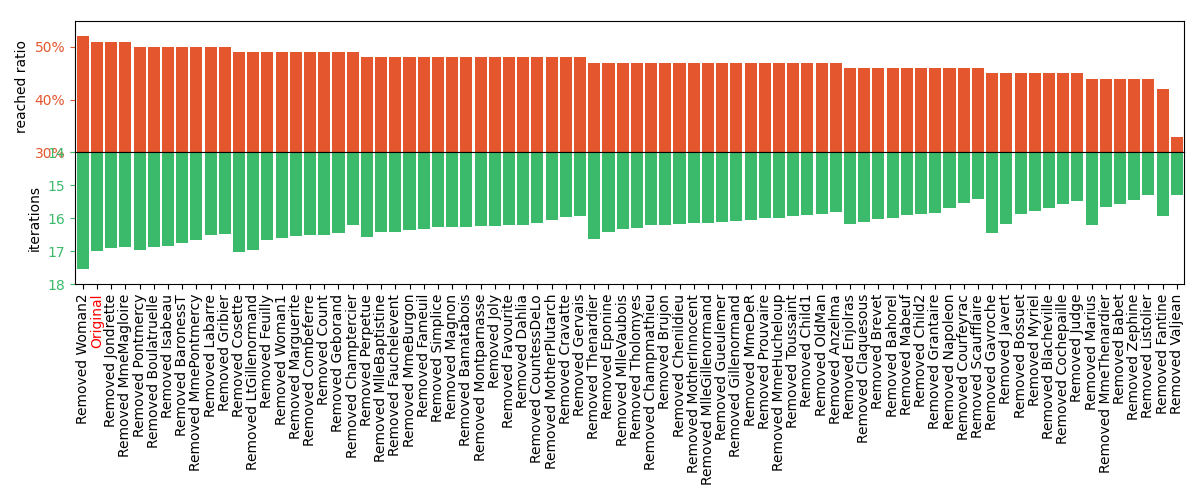 reached ratio
50%
40%
30%
14
15
16
17
18
iterations
Removed Woman2
Original
Removed Jondrette
Removed MmeMagloire
Removed Pontmercy
Removed Boulatruelle
Removed Isabeau
Removed BaronessT
Removed MmePontmercy
Removed Labarre
Removed Gribier
Removed Cosette
Removed LtGillenormand
Removed Feuilly
Removed Woman1
Removed Marguerite
Removed Combeferre
Removed Count
Removed Geborand
Removed Champtercier
Removed Perpetue
Removed MlleBaptistine
Removed Fauchelevent
Removed MmeBurgon
Removed Fameuil
Removed Simplice
Removed Magnon
Removed Bamatabois
Removed Montparnasse
Removed Joly
Removed Favourite
Removed Dahlia
Removed CountessDeLo
Removed MotherPlutarch
Removed Cravatte
Removed Gervais
Removed Thenardier
Removed Eponine
Removed MlleVaubois
Removed Tholomyes
Removed Champmathieu
Removed Brujon
Removed Chenildieu
Removed MotherInnocent
Removed MlleGillenormand
Removed Gueulemer
Removed Gillenormand
Removed MmeDeR
Removed Prouvaire
Removed MmeHucheloup
Removed Toussaint
Removed Child1
Removed OldMan
Removed Anzelma
Removed Enjolras
Removed Claquesous
Removed Brevet
Removed Bahorel
Removed Mabeuf
Removed Child2
Removed Grantaire
Removed Napoleon
Removed Courfeyrac
Removed Scaufflaire
Removed Gavroche
Removed Javert
Removed Bossuet
Removed Myriel
Removed Blacheville
Removed Cochepaille
Removed Judge
Removed Marius
Removed MmeThenardier
Removed Babet
Removed Zephine
Removed Listolier
Removed Fantine
Removed Valjean